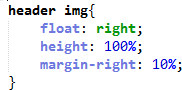 header img{
    float: right;
    height: 100%;
    margin-right: 10%;
}